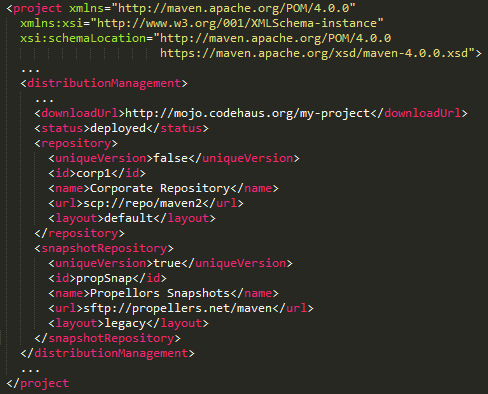 <project xmlns="http://maven.apache.org/POM/4.0.0"
  xmlns:xsi="http://www.w3.org/001/XMLSchema-instance"
  xsi:schemaLocation="http://maven.apache.org/POM/4.0.0
                      https://maven.apache.org/xsd/maven-4.0.0.xsd">
  ...
  <distributionManagement>
    ...
    <downloadUrl>http://mojo.codehaus.org/my-project</downloadUrl>
    <status>deployed</status>
    <repository>
      <uniqueVersion>false</uniqueVersion>
      <id>corp1</id>
      <name>Corporate Repository</name>
      <url>scp://repo/maven2</url>
      <layout>default</layout>
    </repository>
    <snapshotRepository>
      <uniqueVersion>true</uniqueVersion>
      <id>propSnap</id>
      <name>Propellors Snapshots</name>
      <url>sftp://propellers.net/maven</url>
      <layout>legacy</layout>
    </snapshotRepository>
  </distributionManagement>
  ...
</project